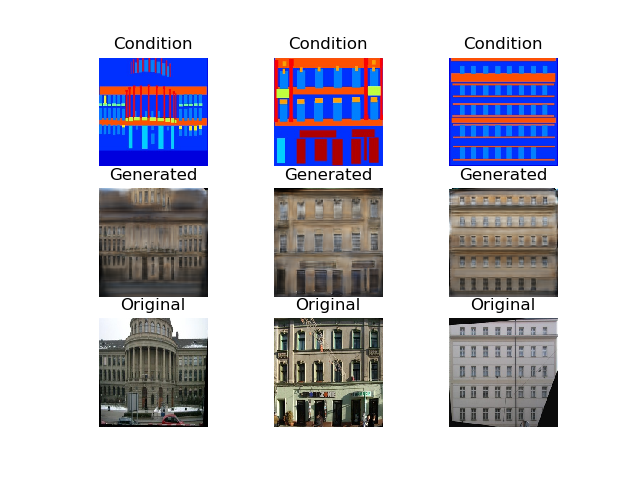 Condition Condition Condition
Generated Generated Generated
Original Original Original